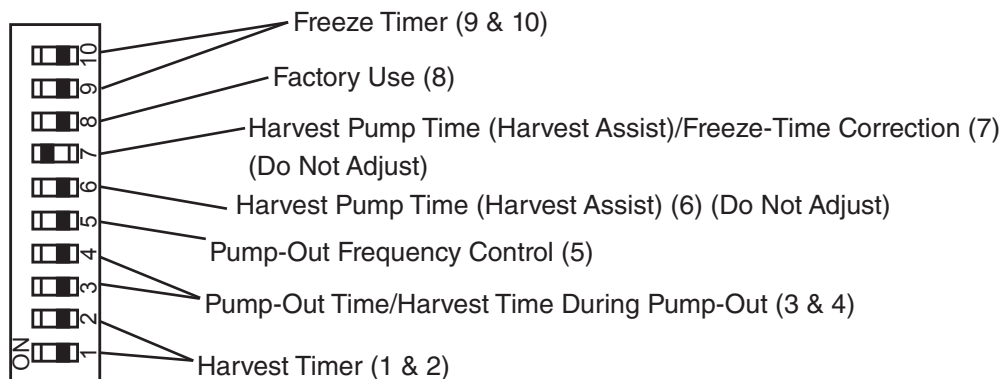 Freeze Timer (9 & 10)
10
9
Factory Use (8)
8
Harvest Pump Time (Harvest Assist)/Freeze-Time Correction (7)
(Do Not Adjust)
7
Harvest Pump Time (Harvest Assist) (6) (Do Not Adjust)
6
5
Pump-Out Frequency Control (5)
4
3
Pump-Out Time/Harvest Time During Pump-Out (3 & 4)
2
ON
1
Harvest Timer (1 & 2)